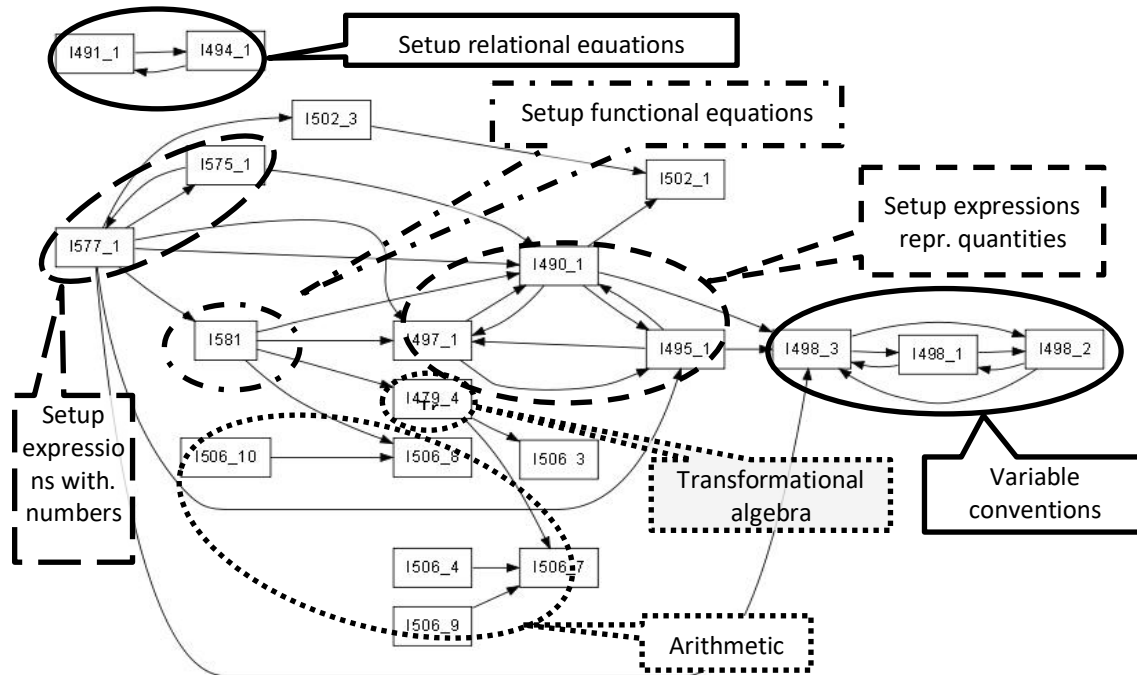 I491_1
I494_1
Setup relational equations
I502_3
Setup functional equations
I575_1
I502_1
Setup expressions
repr. quantities
I577_1
I490_1
I581
I497_1
I495_1
I498_3
I498_1
I498_2
I479_4
Tr
Setup
expressio
ns with.
numbers
I506_10
I506_8
I506_3
Transformational
algebra
Variable
conventions
I506_4
I506_7
I506_9
Arithmetic